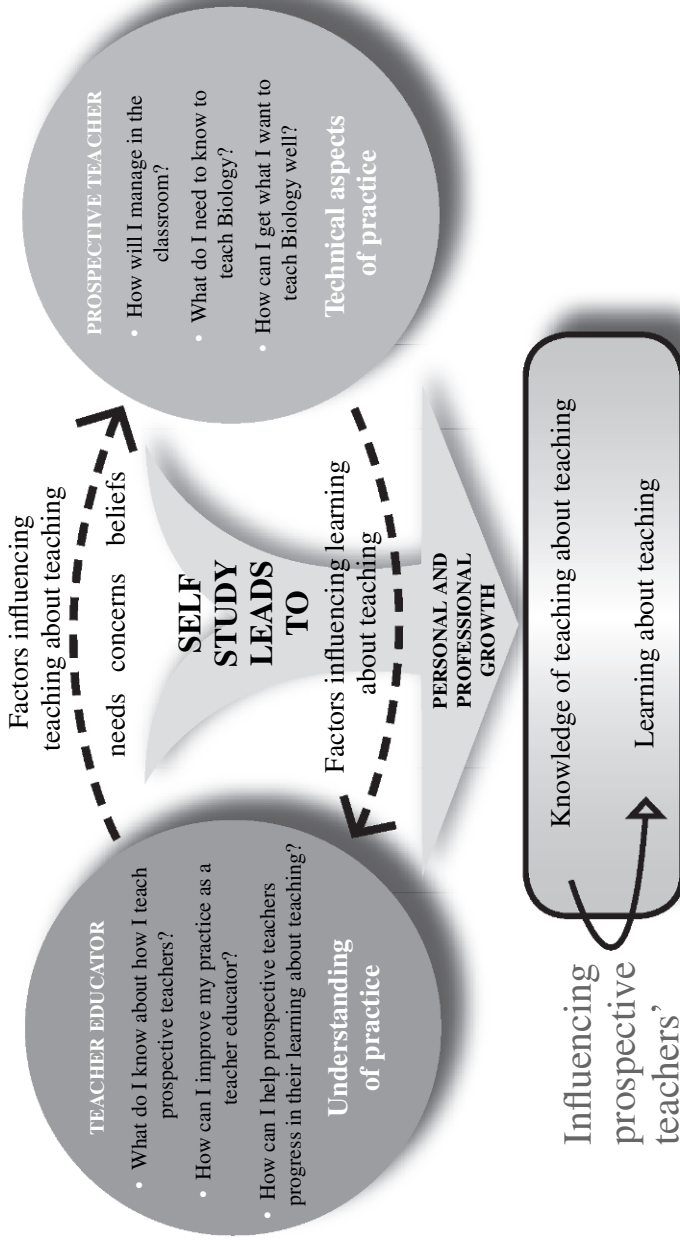 TEACHER EDUCATOR
• What do I know about how I teach
prospective teachers?
• How can I improve my practice as a
teacher educator?
• How can I help prospective teachers
progress in their learning about teaching?
Understanding
of practice
Factors influencing
teaching about teaching
needs concerns beliefs
SELF
STUDY
LEADS
TO
Factors influencing learning
about teaching
PERSONAL AND
PROFESSIONAL
GROWTH
PROSPECTIVE TEACHER
• How will I manage in the
classroom?
• What do I need to know to
teach Biology?
• How can I get what I want to
teach Biology well?
Technical aspects
of practice
Influencing
prospective
teachers’
Knowledge of teaching about teaching
Learning about teaching